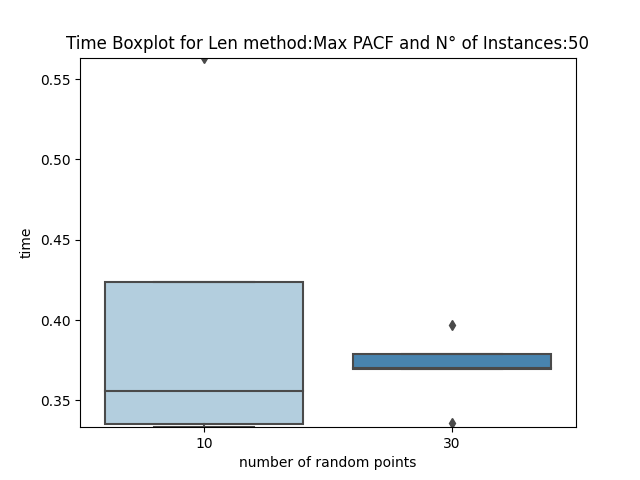 Time Boxplot for Len method:Max PACF and N° of Instances:50
0.55
0.50
0.45
0.40
0.35
time
10
30
number of random points